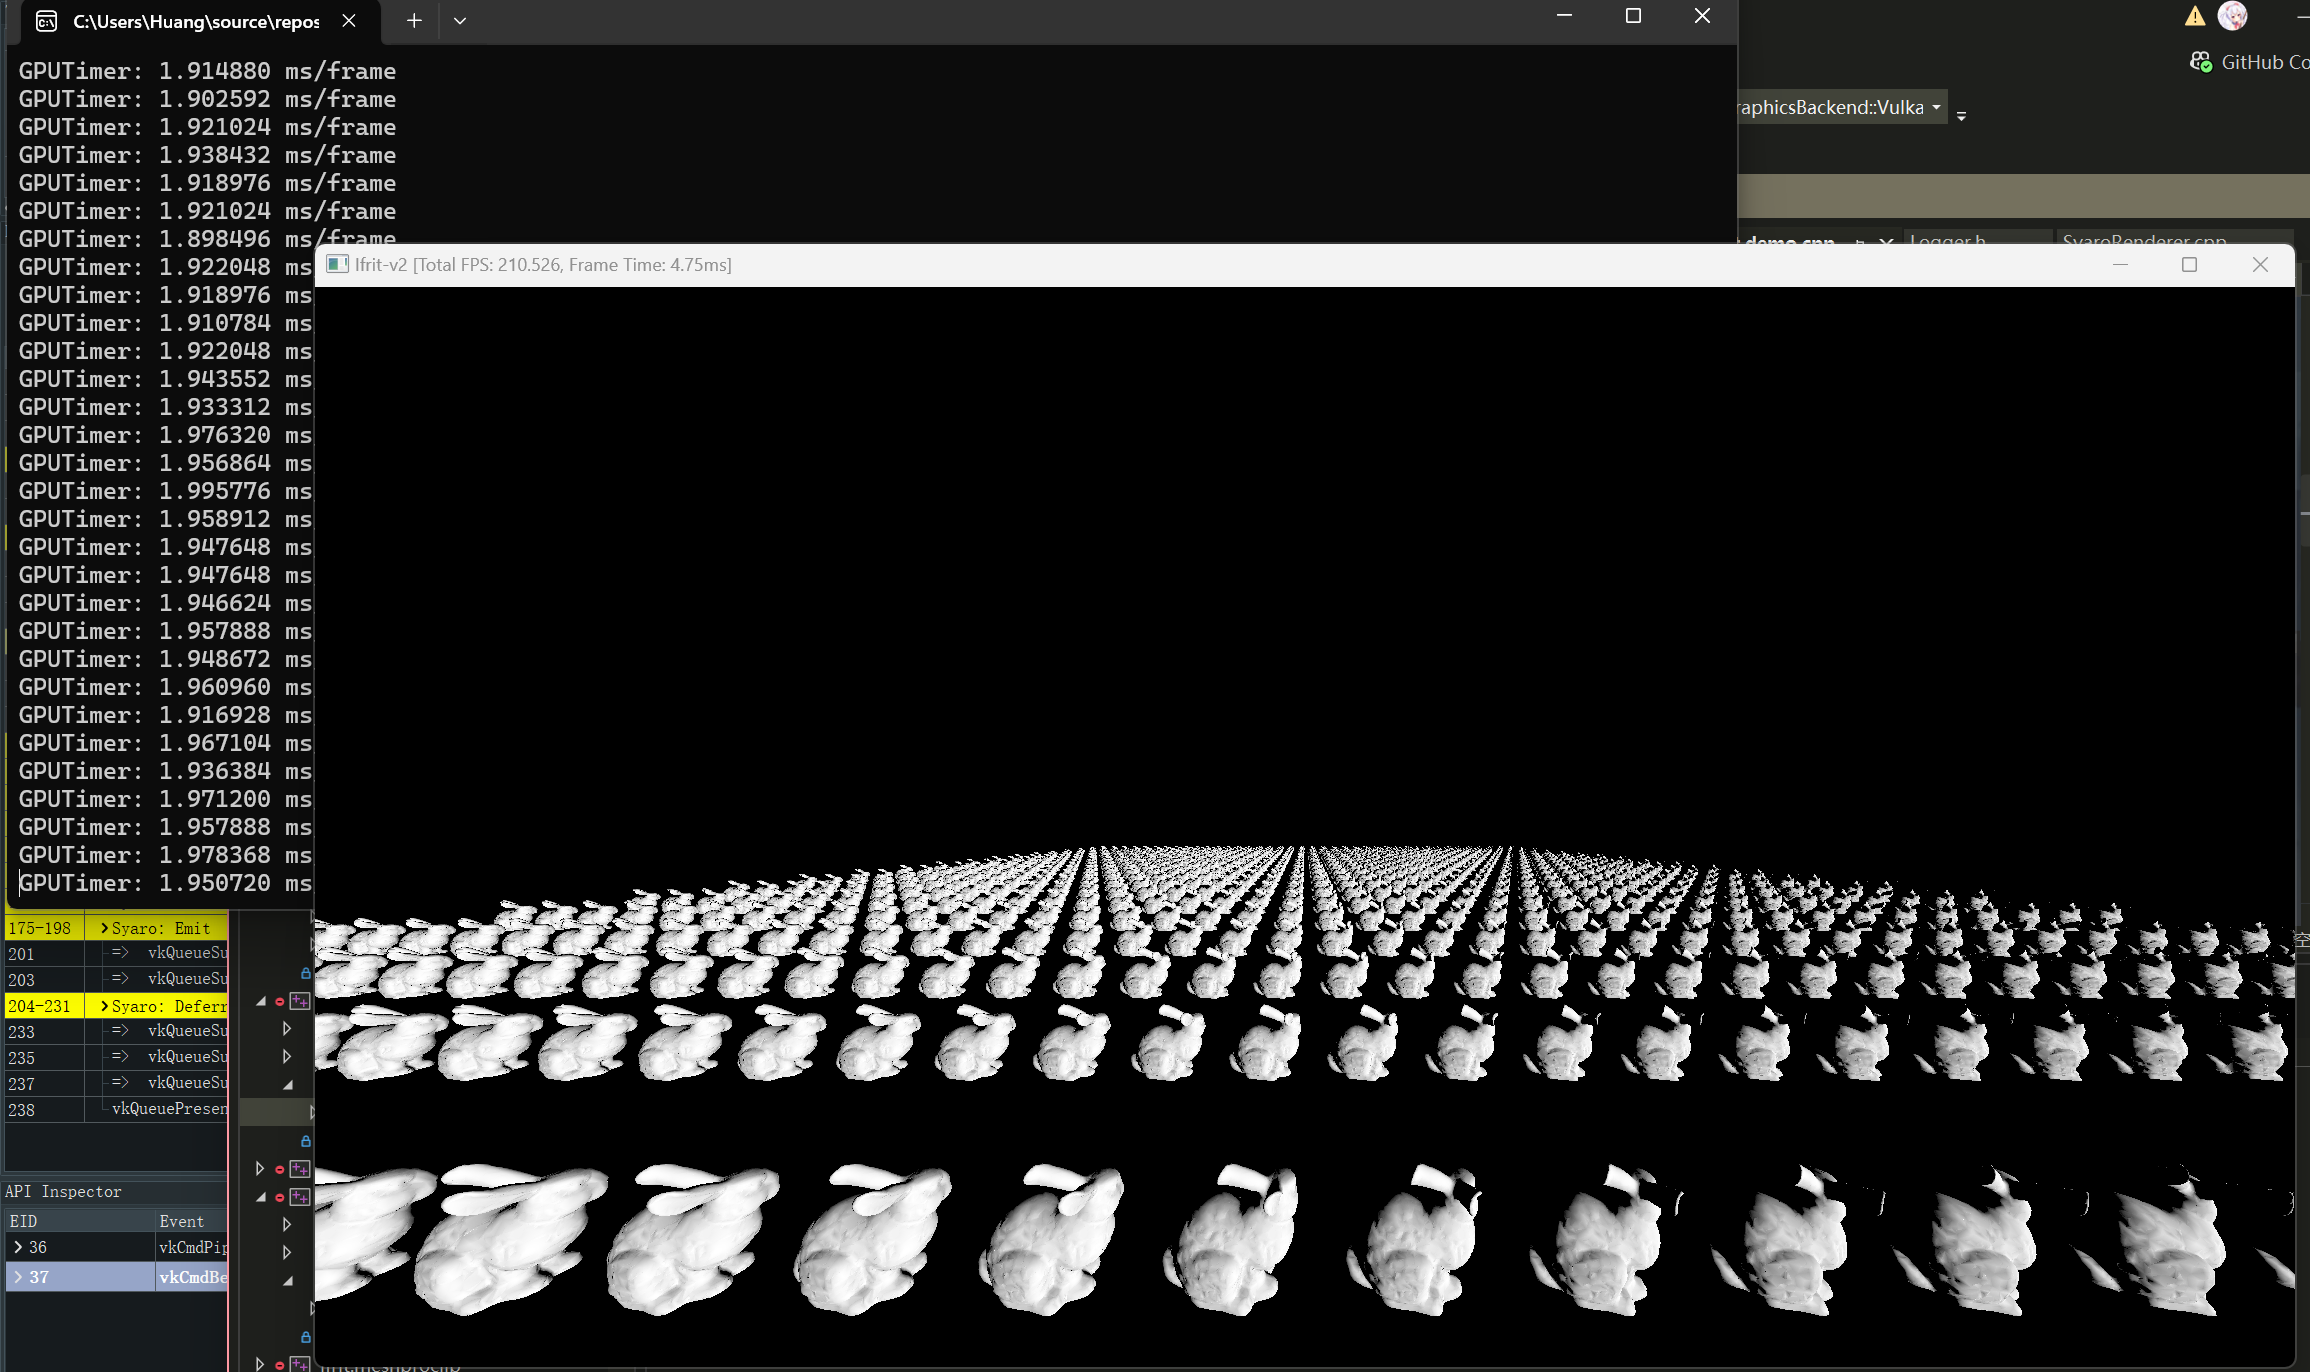 C:\Users\Huang\source\repos
GPUTimer: 1.914880 ms/frame
GPUTimer: 1.902592 ms/frame
GPUTimer: 1.921024 ms/frame
GPUTimer: 1.938432 ms/frame
GPUTimer: 1.918976 ms/frame
GPUTimer: 1.921024 ms/frame
GPUTimer: 1.898496 ms/frame
GPUTimer: 1.922048 ms
GPUTimer: 1.918976 ms
GPUTimer: 1.910784 ms
GPUTimer: 1.922048 ms
GPUTimer: 1.943552 ms
GPUTimer: 1.933312 ms
GPUTimer: 1.976320 ms
GPUTimer: 1.956864 ms
GPUTimer: 1.995776 ms
GPUTimer: 1.958912 ms
GPUTimer: 1.947648 ms
GPUTimer: 1.947648 ms
GPUTimer: 1.946624 ms
GPUTimer: 1.957888 ms
GPUTimer: 1.948672 ms
GPUTimer: 1.960960 ms
GPUTimer: 1.916928 ms
GPUTimer: 1.967104 ms
GPUTimer: 1.936384 ms
GPUTimer: 1.971200 ms
GPUTimer: 1.957888 ms
GPUTimer: 1.978368 ms
GPUTimer: 1.950720 ms
GitHub Co
raphicsBackend::Vulka
demo.cpp Logger.h SyaroRenderer.cpp
Ifrit-v2 [Total FPS: 210.526, Frame Time: 4.75ms]
175-198 Syaro: Emit
201 => vkQueueSu
203 => vkQueueSu
204-231 Syaro: Deferr
233 => vkQueueSu
235 => vkQueueSu
237 => vkQueueSu
238 vkQueuePresen
API Inspector
EID Event
36 vkCmdPip
37 vkCmdBe
空